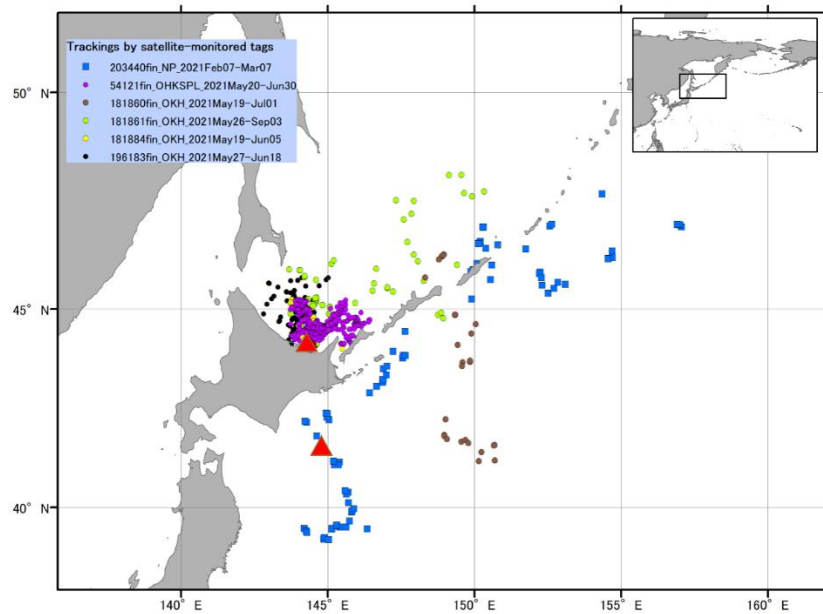 Trackings by satellite-monitored tags
203440fin_NP_2021Feb07-Mar07
54121fin_OHKSPL_2021May20-Jun30
181860fin_OKH_2021May19-Jul01
181861fin_OKH_2021May26-Sep03
181884fin_OKH_2021May19-Jun05
196183fin_OKH_2021May27-Jun18
50° N
45° N
40° N
140° E
145° E
150° E
155° E
160° E